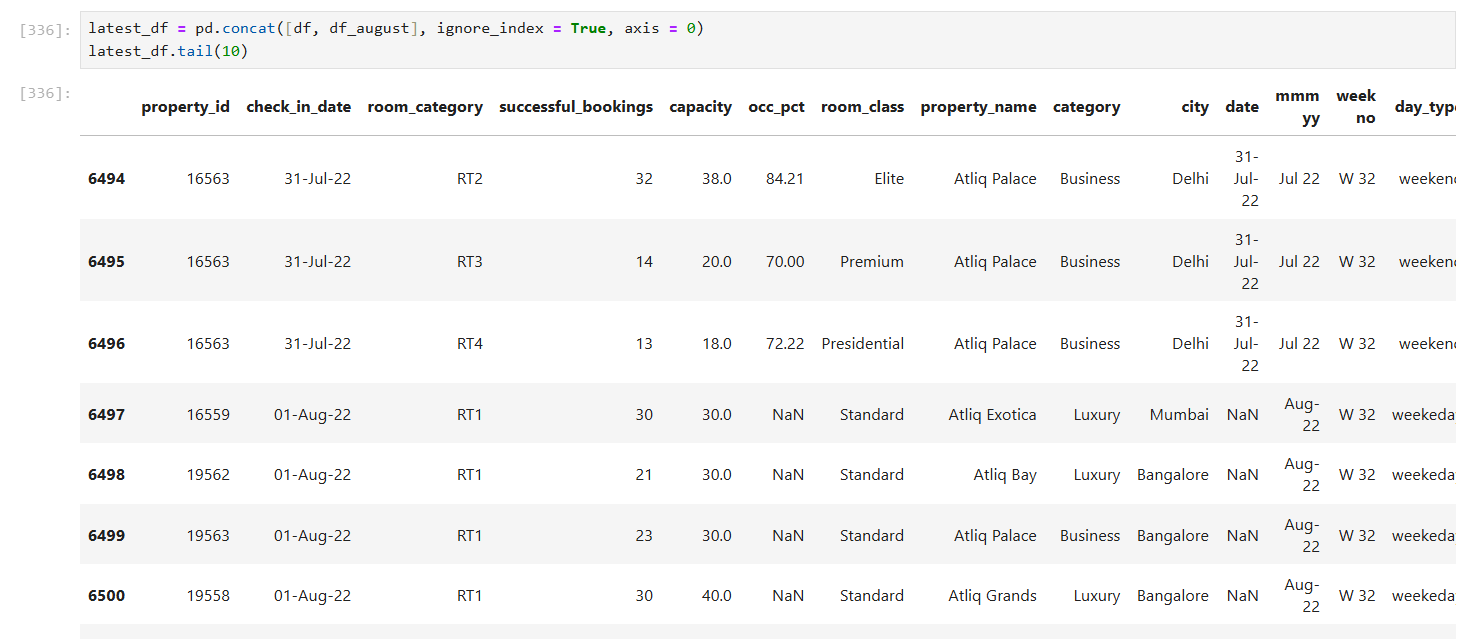 [336]: latest_df = pd.concat([df, df_august], ignore_index = True, axis = 0)
latest_df.tail(10)
[336]:
property_id check_in_date room_category successful_bookings capacity occ_pct room_class property_name category city date mmm yy week no day_type
6494 16563 31-Jul-22 RT2 32 38.0 84.21 Elite Atliq Palace Business Delhi 31-Jul-22 Jul 22 W 32 weekend
6495 16563 31-Jul-22 RT3 14 20.0 70.00 Premium Atliq Palace Business Delhi 31-Jul-22 Jul 22 W 32 weekend
6496 16563 31-Jul-22 RT4 13 18.0 72.22 Presidential Atliq Palace Business Delhi 31-Jul-22 Jul 22 W 32 weekend
6497 16559 01-Aug-22 RT1 30 30.0 NaN Standard Atliq Exotica Luxury Mumbai NaN Aug-22 W 32 weekeda
6498 19562 01-Aug-22 RT1 21 30.0 NaN Standard Atliq Bay Luxury Bangalore NaN Aug-22 W 32 weekeda
6499 19563 01-Aug-22 RT1 23 30.0 NaN Standard Atliq Palace Business Bangalore NaN Aug-22 W 32 weekeda
6500 19558 01-Aug-22 RT1 30 40.0 NaN Standard Atliq Grands Luxury Bangalore NaN Aug-22 W 32 weekeda